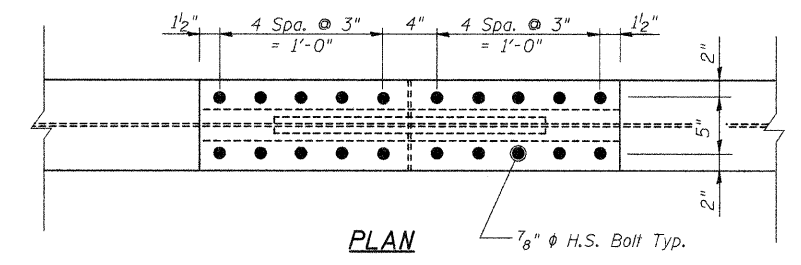 1½" 4 Spa. @ 3" 4" 4 Spa. @ 3" 1½"
= 1'-0" = 1'-0"
2"
5"
2"
PLAN
⅞" ϕ H.S. Bolt Typ.